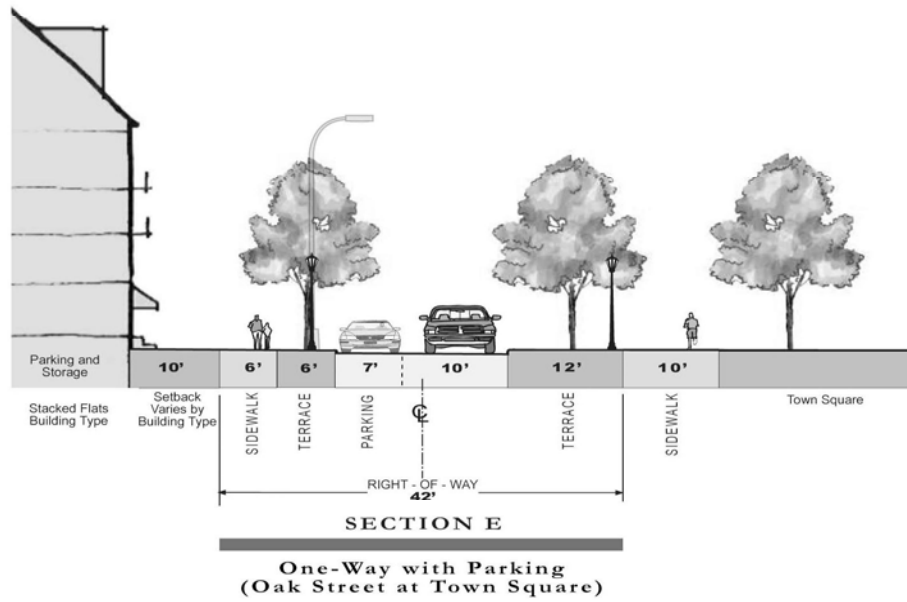 Parking and
Storage
10'
6'
6'
7'
10'
12'
10'
Stacked Flats
Building Type
Setback
Varies by
Building Type
SIDEWALK
TERRACE
PARKING
CL
TERRACE
SIDEWALK
Town Square
RIGHT - OF - WAY
42'
SECTION E
One-Way with Parking
(Oak Street at Town Square)